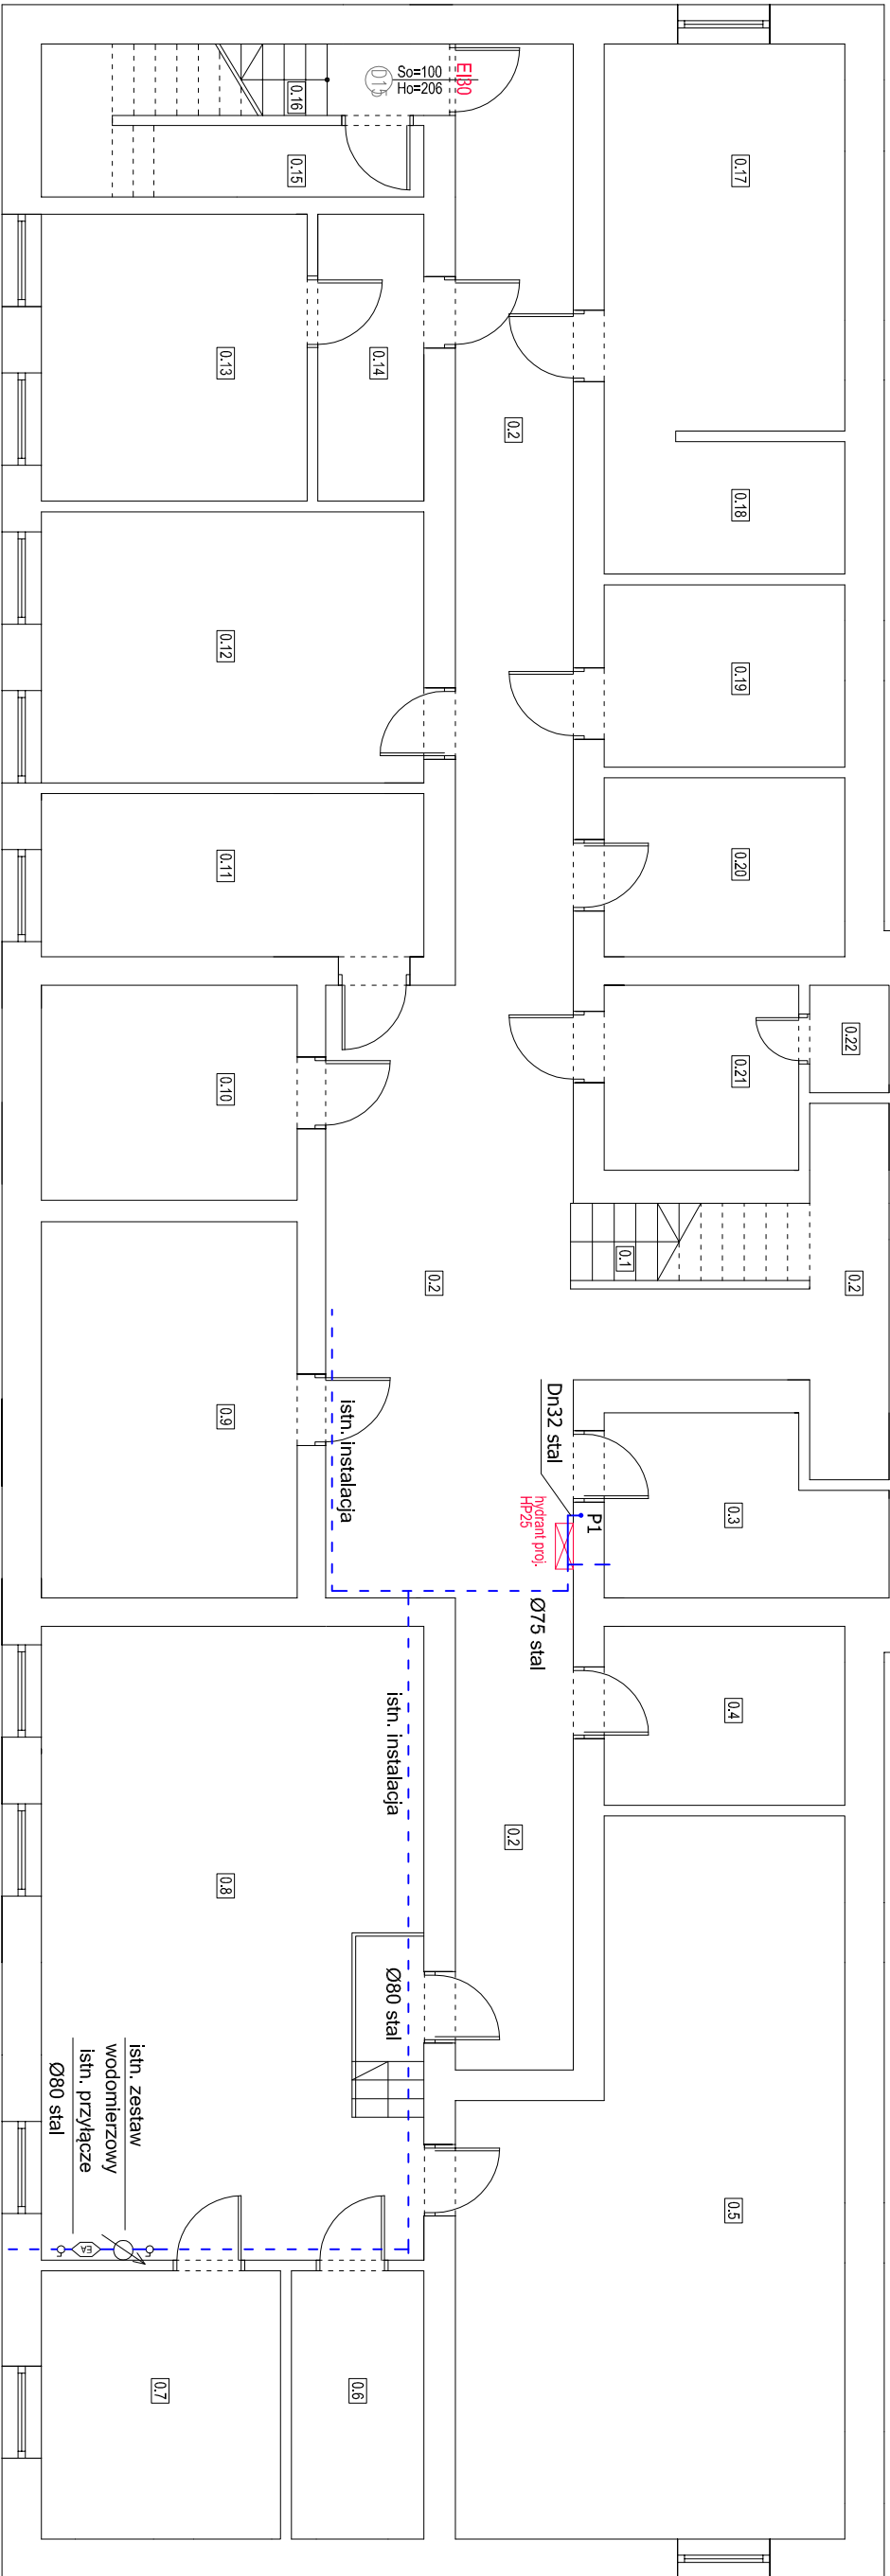 0.17
0.18
0.19
0.20
0.22
0.21
0.2
0.3
0.4
0.5
EI30
So=100
Ho=206
D15
0.16
0.15
0.14
0.13
0.2
0.12
0.11
0.10
0.1
0.2
0.9
istn. instalacja
Dn32 stal
P1
hydrant proj.
HP25
Ø75 stal
istn. instalacja
0.2
0.8
Ø80 stal
istn. zestaw
wodomierzowy
istn. przyłącze
Ø80 stal
EA
0.7
0.6